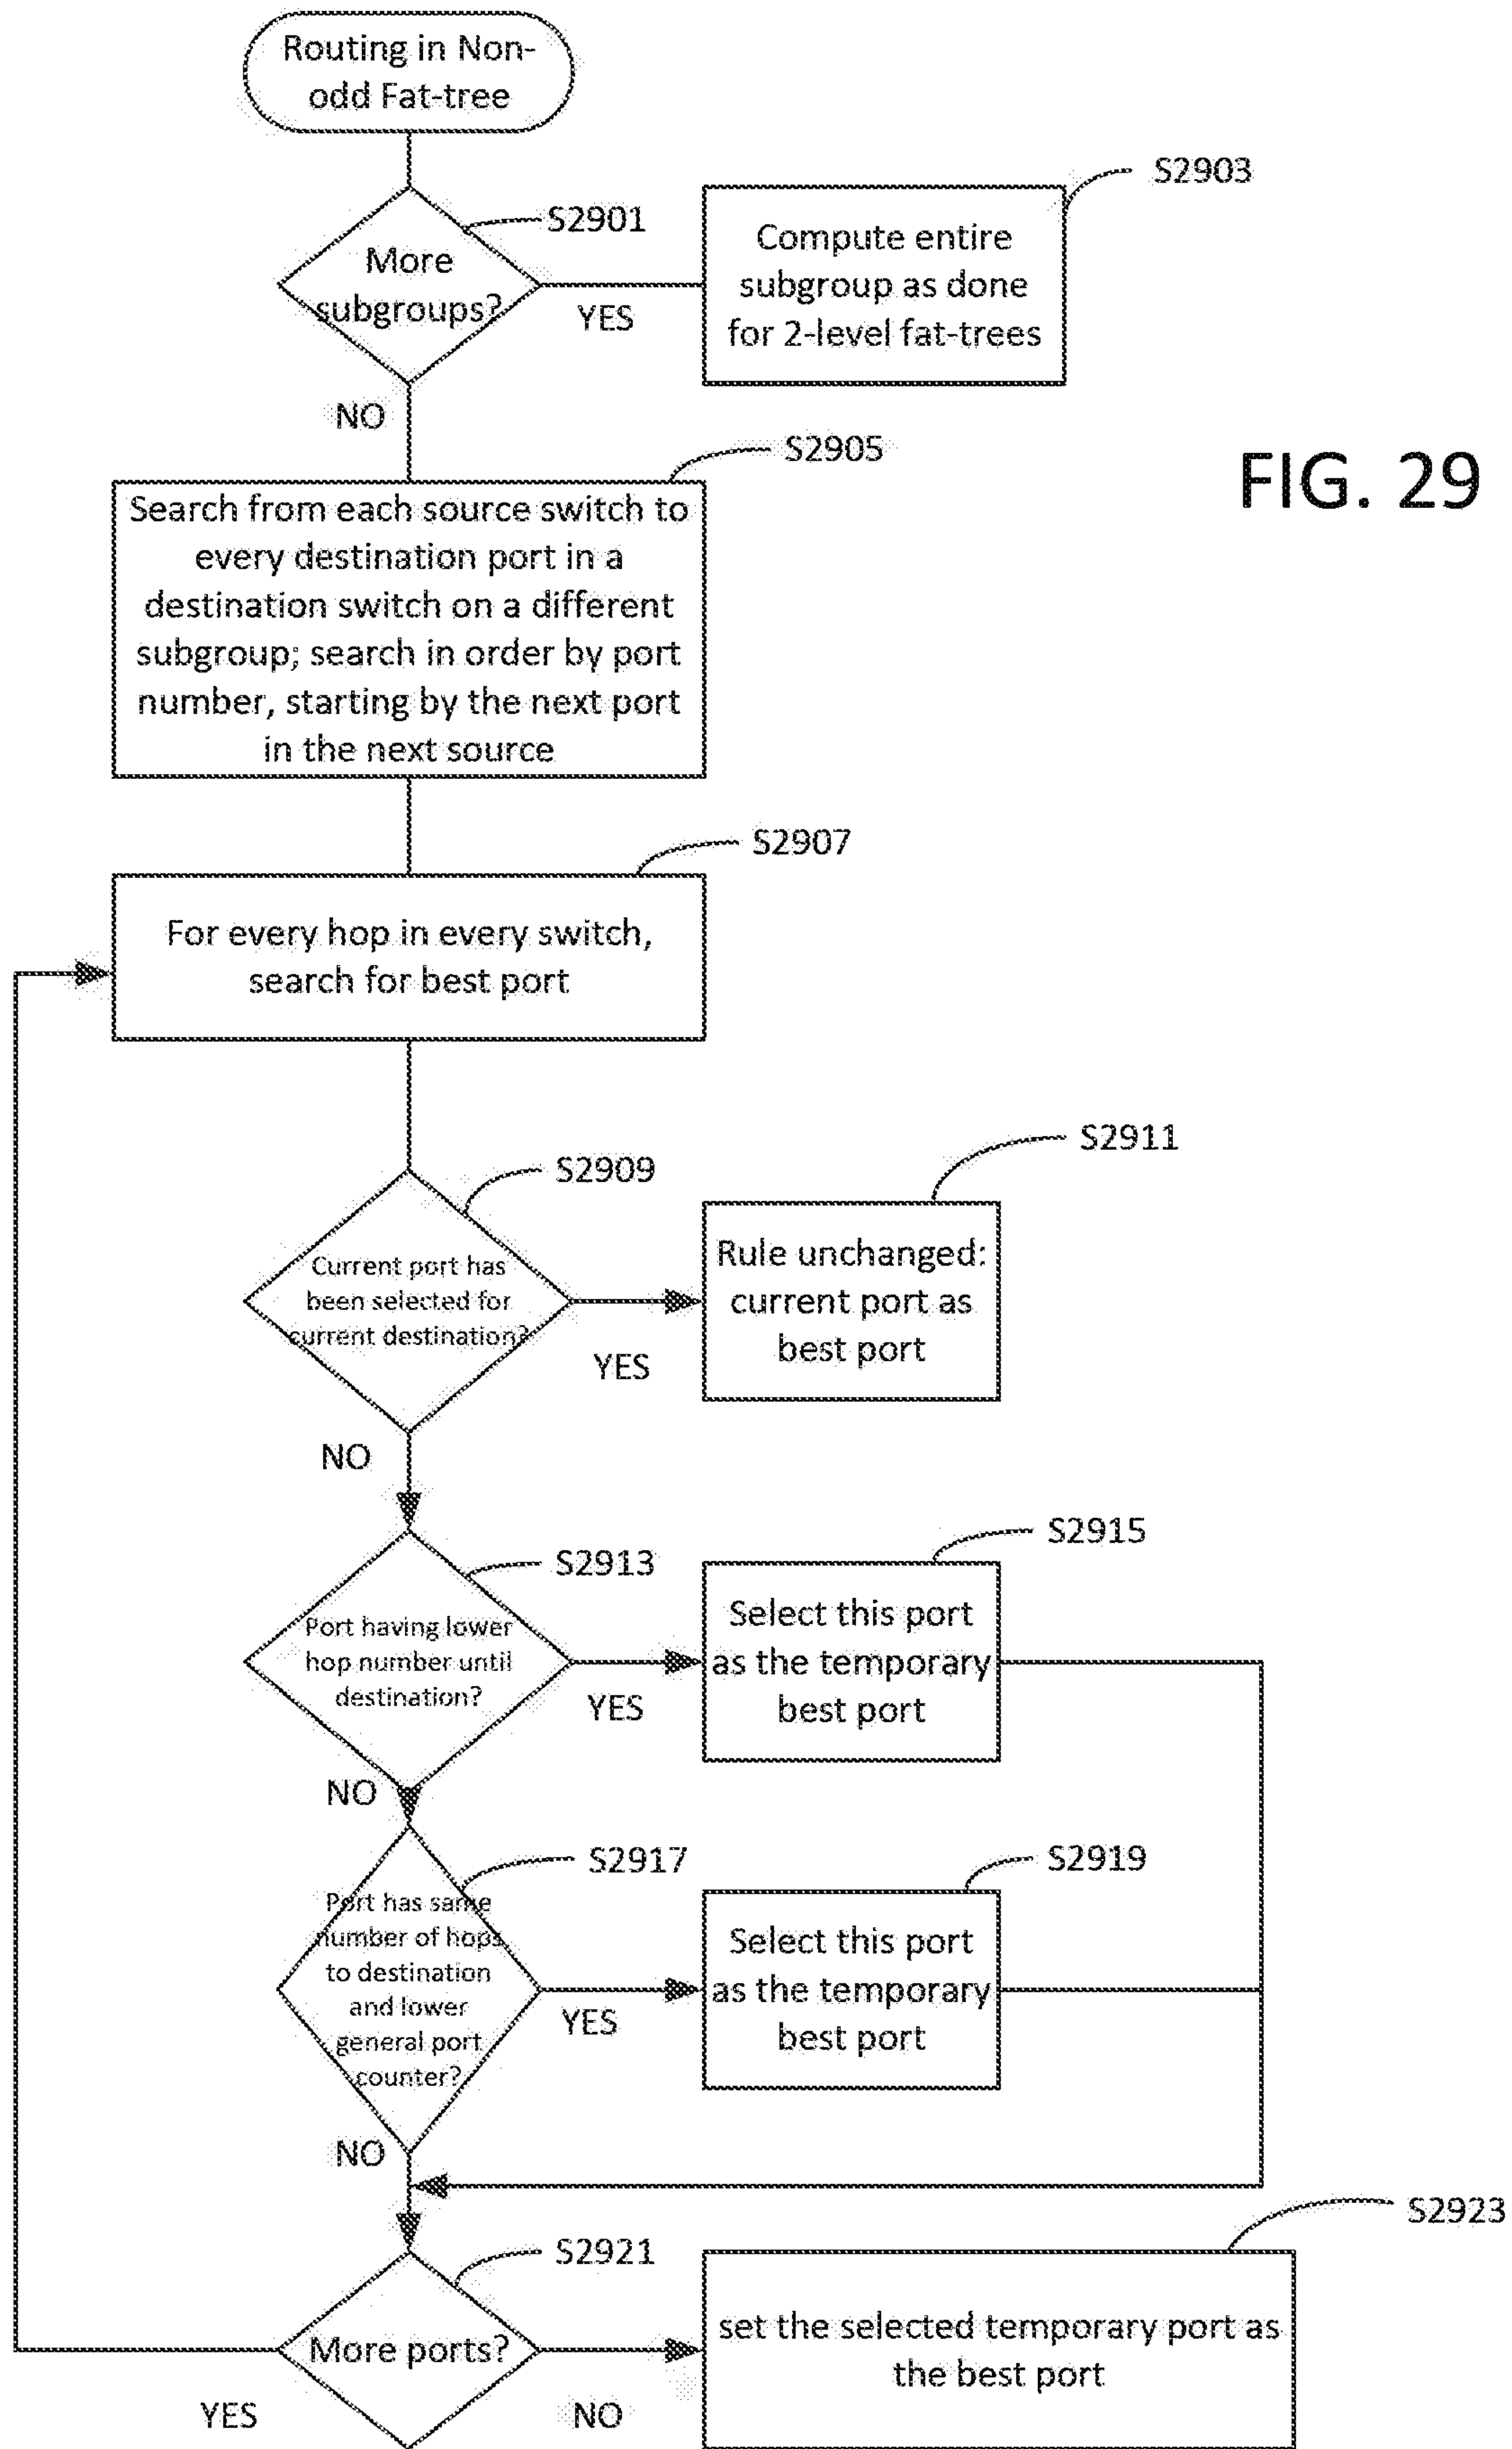 Routing in Non-
odd Fat-tree
S2901
More
subgroups?
YES
NO
S2903
Compute entire
subgroup as done
for 2-level fat-trees
FIG. 29
S2905
Search from each source switch to
every destination port in a
destination switch on a different
subgroup; search in order by port
number, starting by the next port
in the next source
S2907
For every hop in every switch,
search for best port
S2909
Current port has
been selected for
current destination?
YES
NO
S2911
Rule unchanged:
current port as
best port
S2913
Port having lower
hop number until
destination?
YES
NO
S2915
Select this port
as the temporary
best port
S2917
Port has same
number of hops
to destination
and lower
general port
counter?
YES
NO
S2919
Select this port
as the temporary
best port
S2921
More ports?
YES
NO
S2923
set the selected temporary port as
the best port